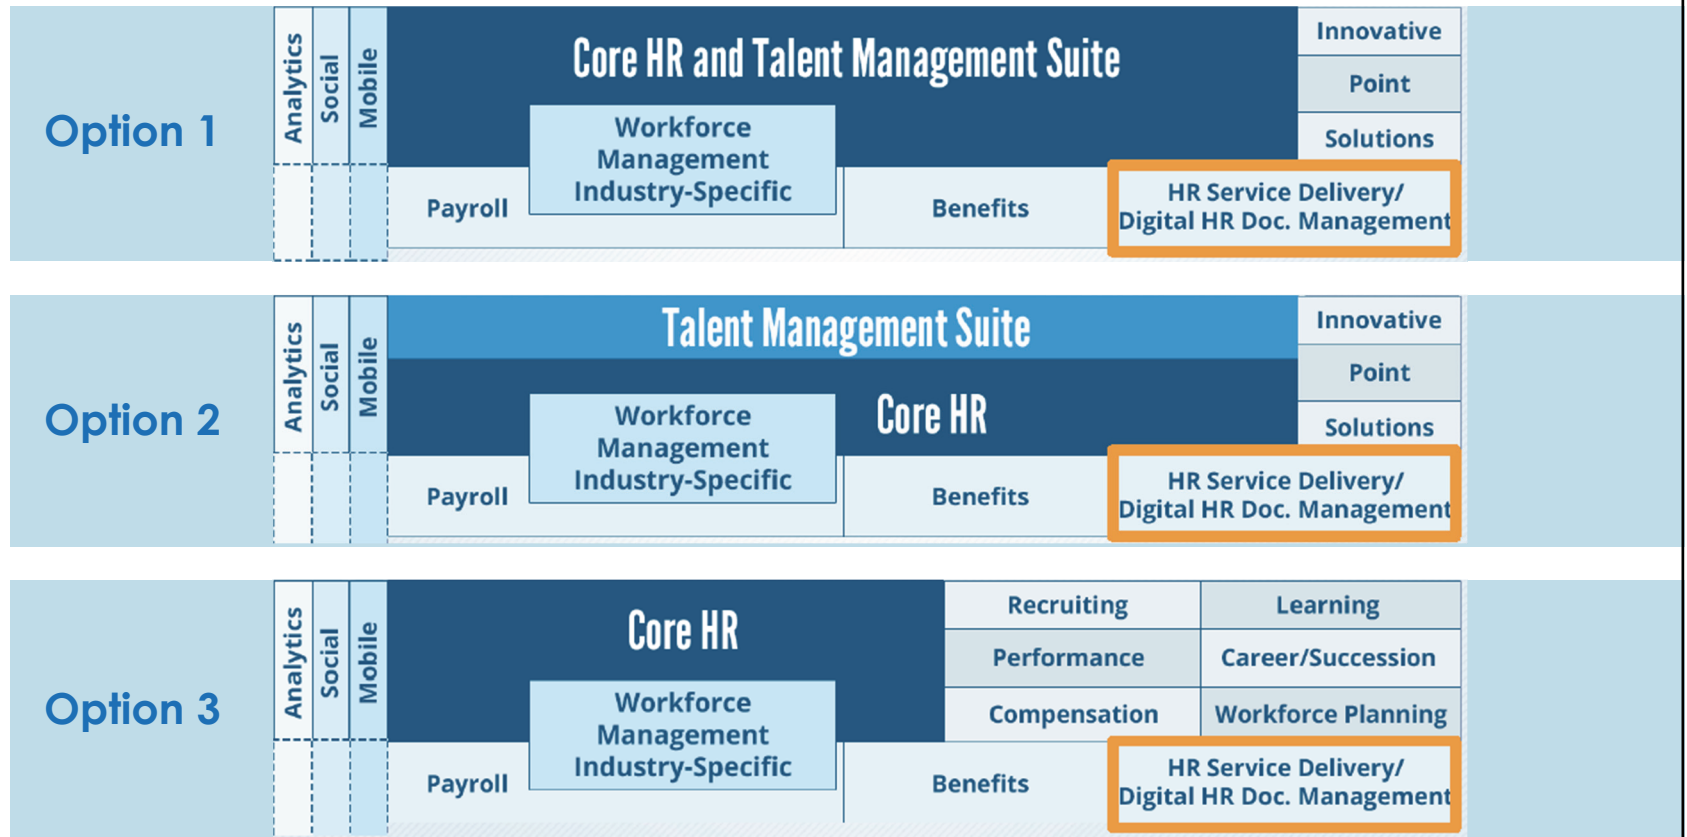 Option 1
Analytics
Social
Mobile
Core HR and Talent Management Suite
Workforce
Management
Industry-Specific
Payroll
Benefits
Innovative
Point
Solutions
HR Service Delivery/
Digital HR Doc. Management
Option 2
Analytics
Social
Mobile
Talent Management Suite
Core HR
Workforce
Management
Industry-Specific
Payroll
Benefits
Innovative
Point
Solutions
HR Service Delivery/
Digital HR Doc. Management
Option 3
Analytics
Social
Mobile
Core HR
Workforce
Management
Industry-Specific
Payroll
Benefits
Recruiting
Learning
Performance
Career/Succession
Compensation
Workforce Planning
HR Service Delivery/
Digital HR Doc. Management